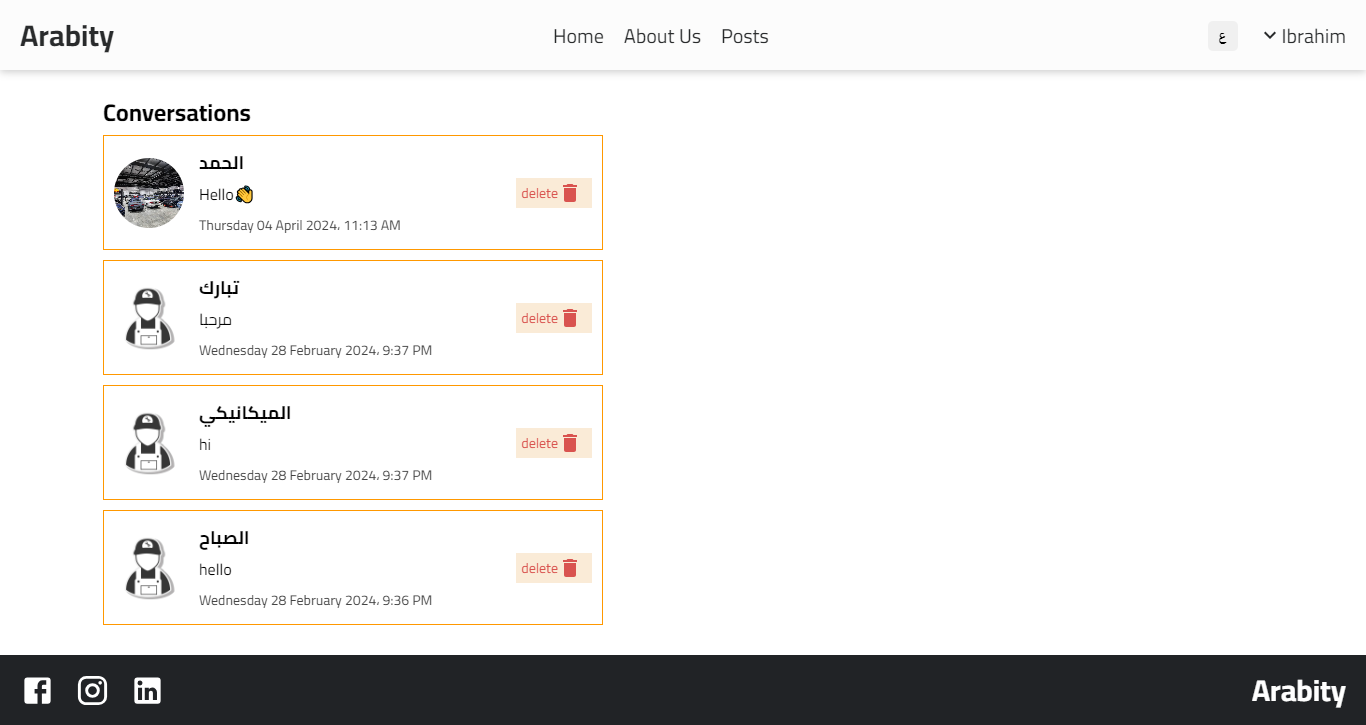 Arabity
Home About Us Posts
ع
Ibrahim
Conversations
الحمد
Hello👋
Thursday 04 April 2024، 11:13 AM
delete
تبارك
مرحبا
Wednesday 28 February 2024، 9:37 PM
delete
الميكانيكي
hi
Wednesday 28 February 2024، 9:37 PM
delete
الصباح
hello
Wednesday 28 February 2024، 9:36 PM
delete
Arabity